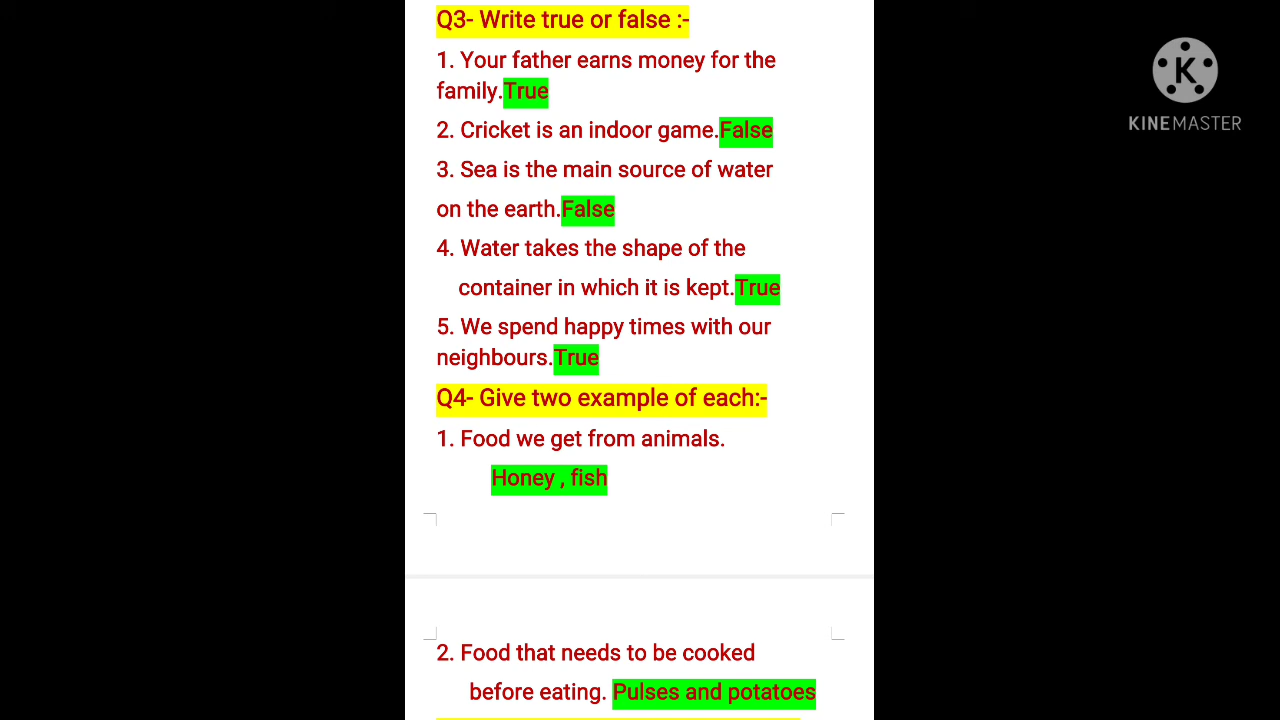 Q3- Write true or false :-
1. Your father earns money for the
family.True
2. Cricket is an indoor game.False
3. Sea is the main source of water
on the earth.False
4. Water takes the shape of the
container in which it is kept.True
5. We spend happy times with our
neighbours.True
Q4- Give two example of each:-
1. Food we get from animals.
Honey , fish
2. Food that needs to be cooked
before eating. Pulses and potatoes
K
KINEMASTER